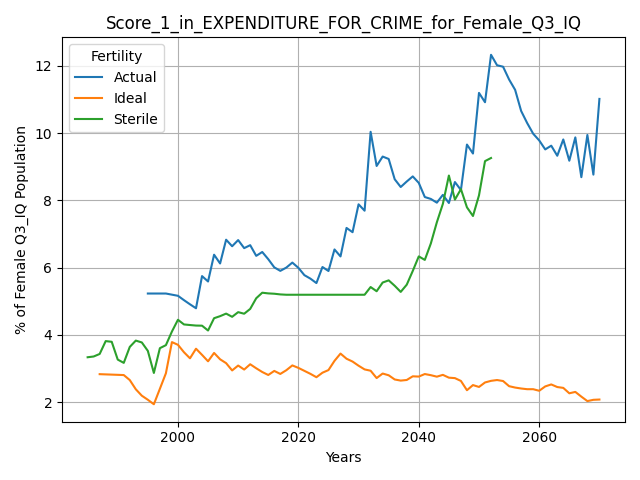 Score_1_in_EXPENDITURE_FOR_CRIME_for_Female_Q3_IQ
Fertility
Actual
Ideal
Sterile
% of Female Q3_IQ Population
12
10
8
6
4
2
2000
2020
2040
2060
Years